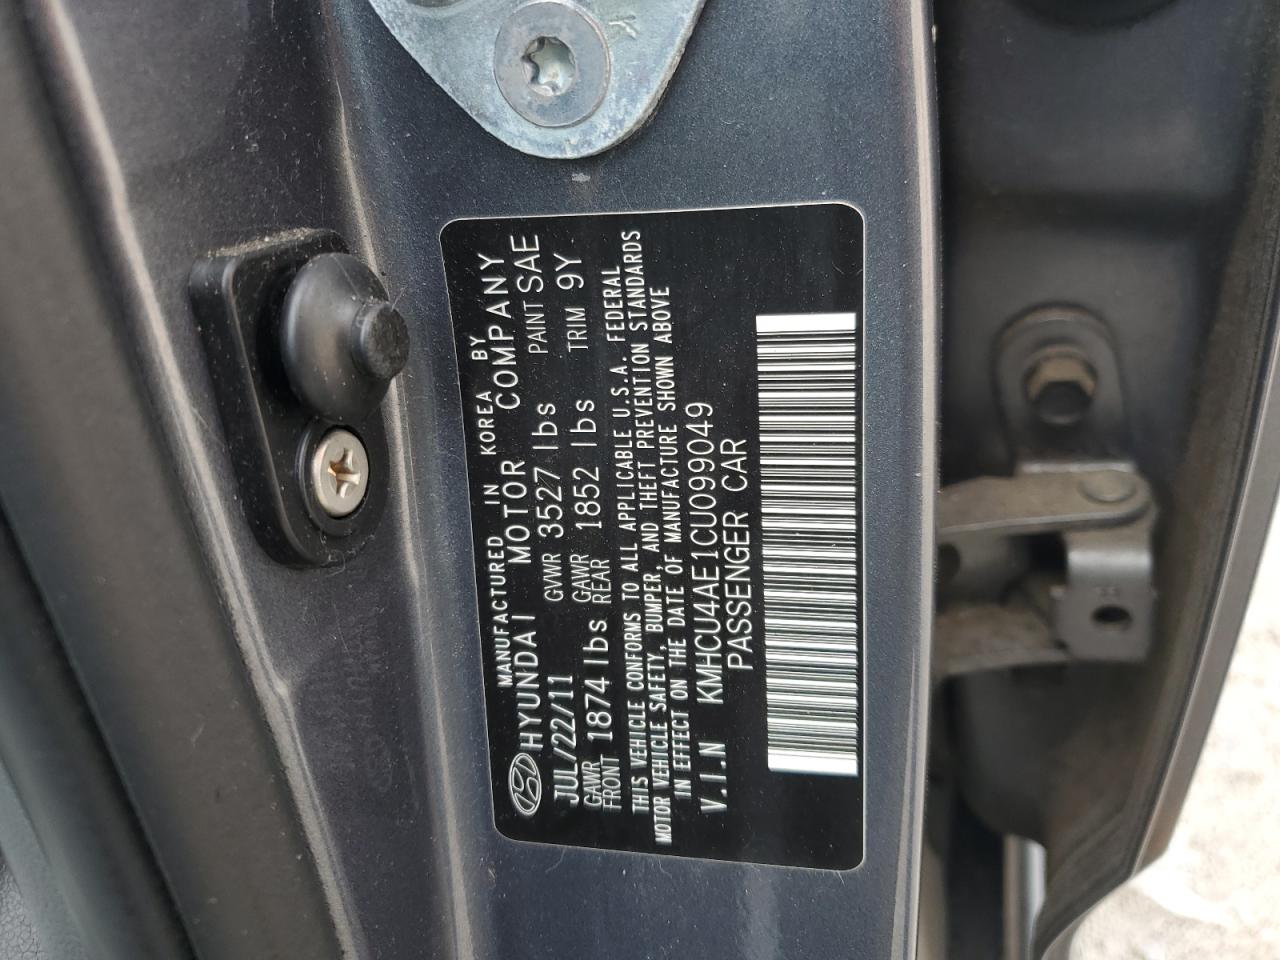 MANUFACTURED IN KOREA BY
HYUNDAI MOTOR COMPANY
JUL/22/11 GVWR 3527 lbs PAINT SAE
GAWR FRONT 1874 lbs GAWR REAR 1852 lbs TRIM 9Y
THIS VEHICLE CONFORMS TO ALL APPLICABLE U.S.A. FEDERAL
MOTOR VEHICLE SAFETY, BUMPER, AND THEFT PREVENTION STANDARDS
IN EFFECT ON THE DATE OF MANUFACTURE SHOWN ABOVE
V.I.N KMHCU4AE1CU099049
PASSENGER CAR
K